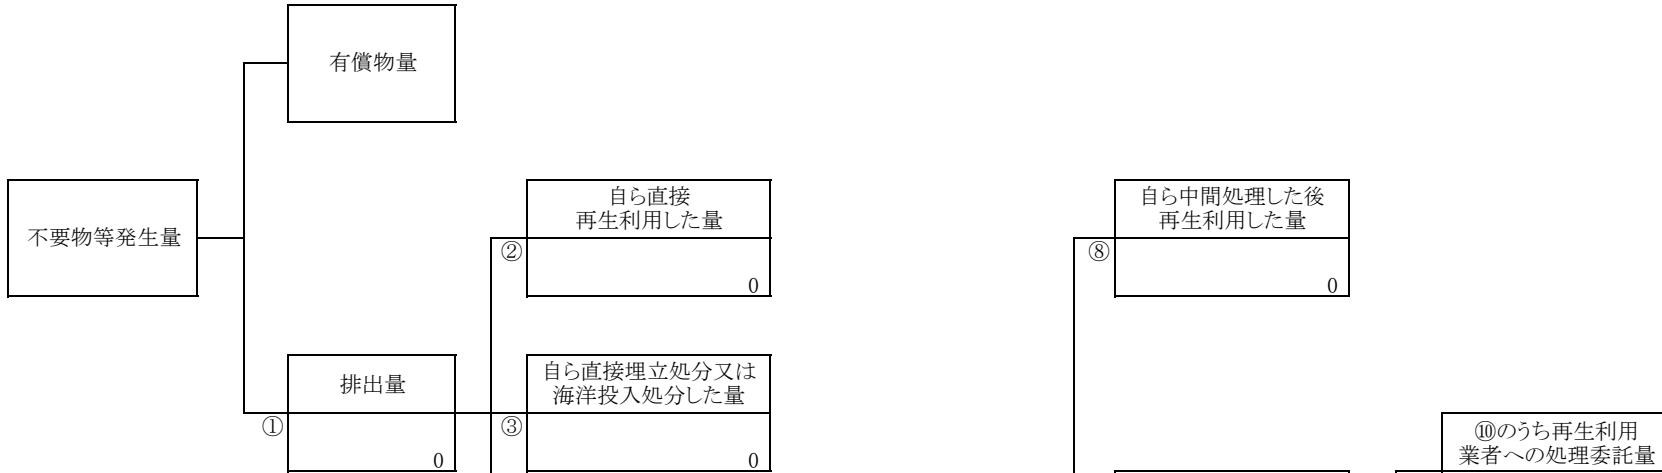 有償物量
不要物等発生量
自ら直接
再生利用した量
②
0
自ら中間処理した後
再生利用した量
⑧
0
排出量
①
0
自ら直接埋立処分又は
海洋投入処分した量
③
0
⑩のうち再生利用
業者への処理委託量